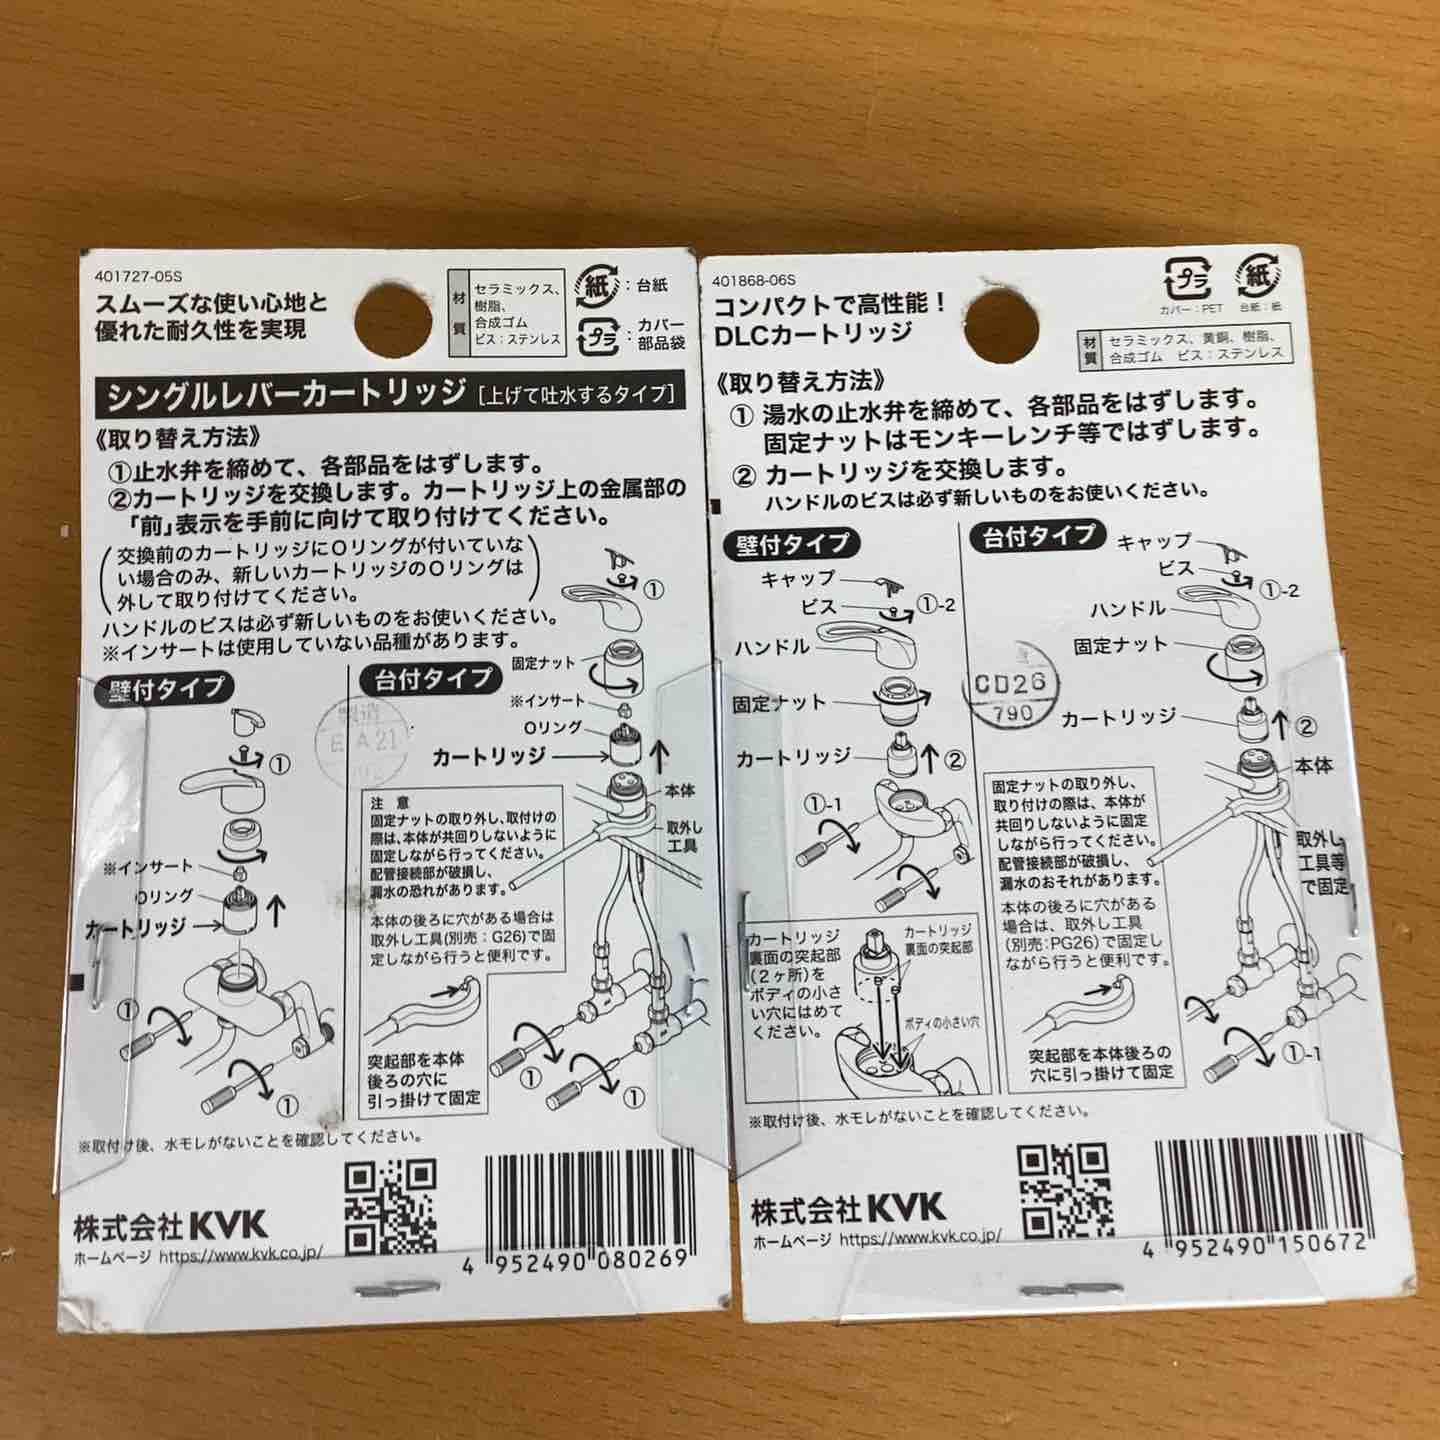 401727-05S
スムーズな使い心地と
優れた耐久性を実現
材質
セラミックス、
樹脂、
合成ゴム
ビス：ステンレス
紙：台紙
プラ：カバー
部品袋
シングルレバーカートリッジ［上げて吐水するタイプ］
《取り替え方法》
①止水弁を締めて、各部品をはずします。
②カートリッジを交換します。カートリッジ上の金属部の
「前」表示を手前に向けて取り付けてください。
（交換前のカートリッジにOリングが付いていな
い場合のみ、新しいカートリッジのOリングは
外して取り付けてください。）
ハンドルのビスは必ず新しいものをお使いください。
※インサートは使用していない品種があります。
壁付タイプ
①
※インサート
Oリング
カートリッジ
①
①
台付タイプ
製造
①
固定ナット
※インサート
Oリング
カートリッジ
本体
取外し
工具
①
①
注 意
固定ナットの取り外し、取付けの
際は、本体が共回りしないように
固定しながら行ってください。
配管接続部が破損し、
漏水の恐れがあります。
本体の後ろに穴がある場合は
取外し工具(別売：G26)で固
定しながら行うと便利です。
突起部を本体
後ろの穴に
引っ掛けて固定
※取付け後、水モレがないことを確認してください。
株式会社KVK
ホームページ https://www.kvk.co.jp/
4 952490 080269
401868-06S
コンパクトで高性能！
DLCカートリッジ
プラ
カバー：PET
紙
台紙：紙
材質
セラミックス、黄銅、樹脂、
合成ゴム ビス：ステンレス
《取り替え方法》
① 湯水の止水弁を締めて、各部品をはずします。
固定ナットはモンキーレンチ等ではずします。
② カートリッジを交換します。
ハンドルのビスは必ず新しいものをお使いください。
壁付タイプ
キャップ
ビス
①-2
ハンドル
固定ナット
カートリッジ
②
①-1
カートリッジ
裏面の突起部
(２ヶ所)を
ボディの小さ
い穴にはめて
ください。
カートリッジ
裏面の突起部
ボディの小さい穴
台付タイプ
キャップ
ビス
①-2
ハンドル
固定ナット
CD26
790
カートリッジ
②
本体
取外し
工具等
で固定
①-1
固定ナットの取り外し、
取り付けの際は、本体が
共回りしないように固定
しながら行ってください。
配管接続部が破損し、
漏水のおそれがあります。
本体の後ろに穴がある
場合は、取外し工具
(別売:PG26)で固定し
ながら行うと便利です。
突起部を本体後ろの
穴に引っ掛けて固定
※取付け後、水モレがないことを確認してください。
株式会社KVK
ホームページ https://www.kvk.co.jp/
4 952490 150672